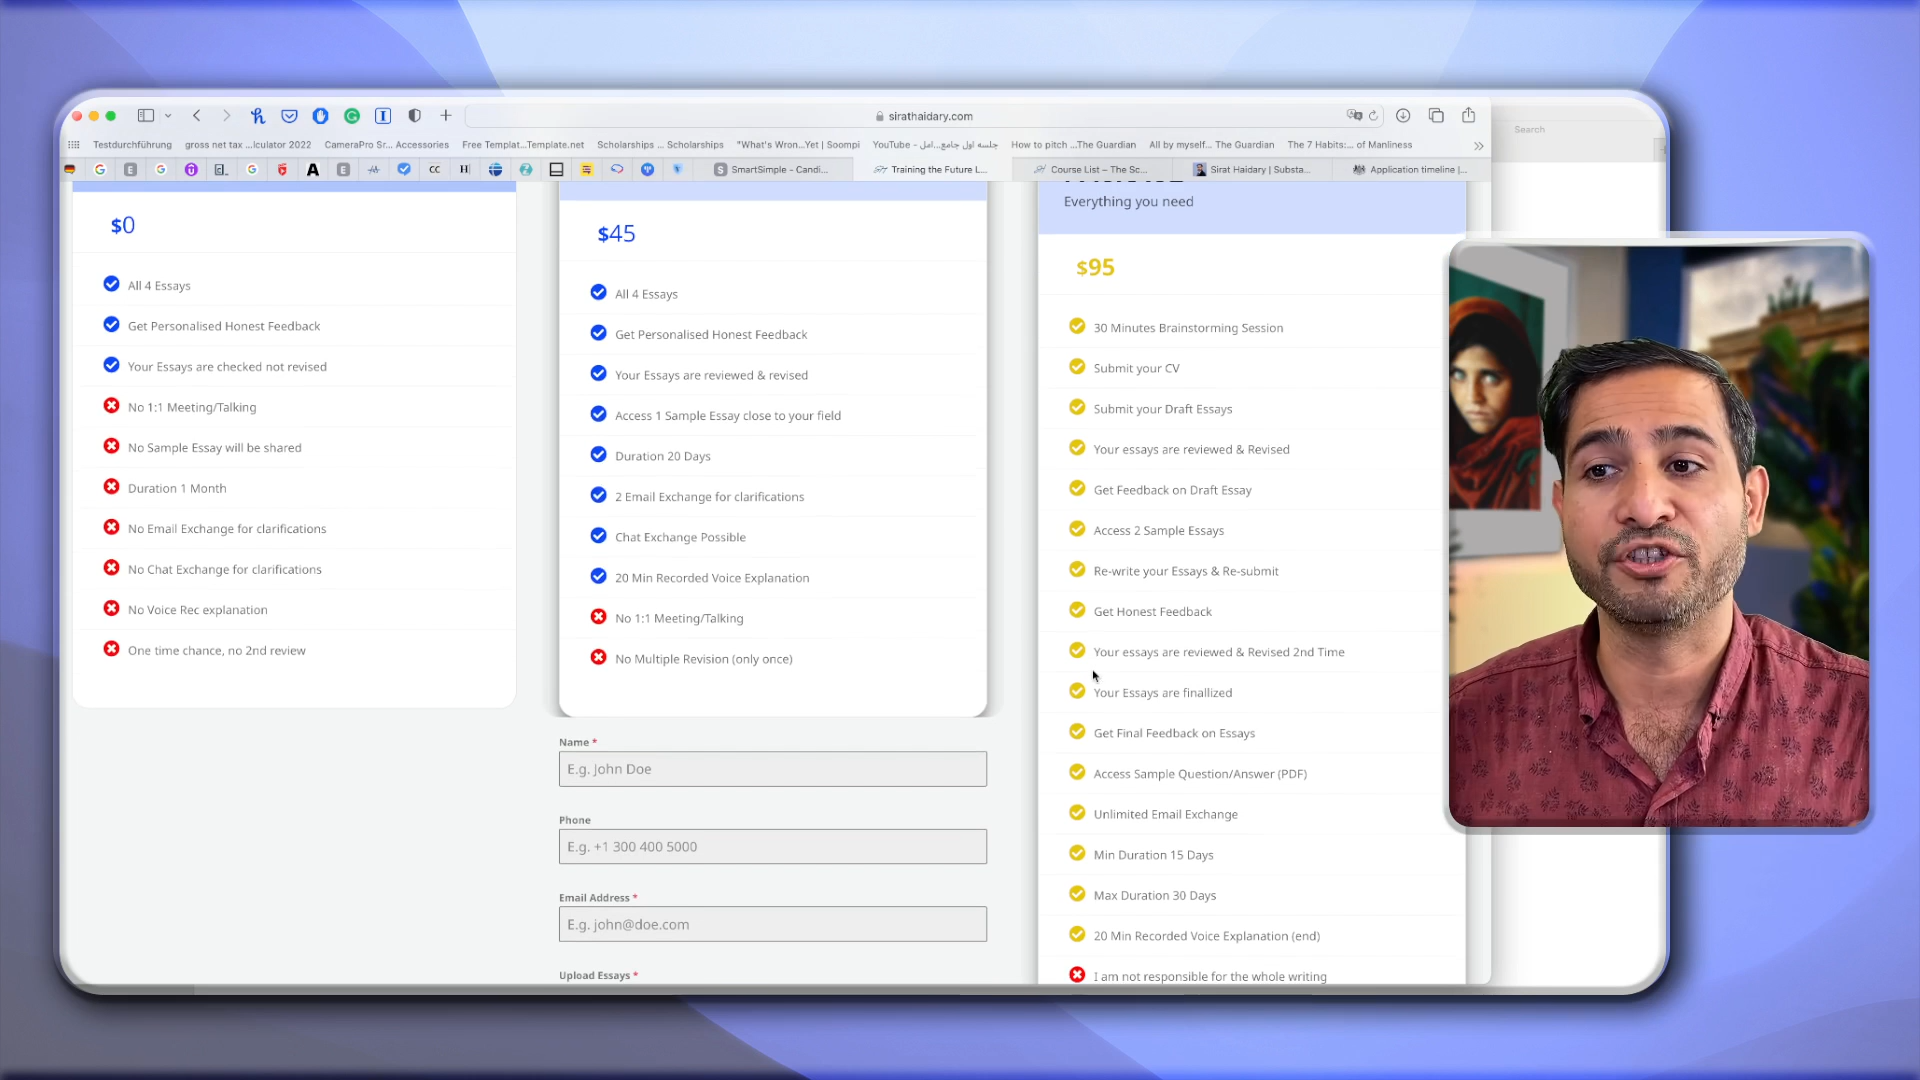 sirathaidary.com
Search
Testdurchführung
gross net tax ...lculator 2022
CameraPro Sr... Accessories
Free Templat...Template.net
Scholarships ... Scholarships
"What's Wron...Yet | Soompi
جلسه اول جامع...امل - YouTube
How to pitch ...The Guardian
All by myself... The Guardian
The 7 Habits:... of Manliness
SmartSimple – Candi...
Training the Future L...
Course List – The Sc...
Sirat Haidary | Substa...
Application timeline |...
$0
All 4 Essays
Get Personalised Honest Feedback
Your Essays are checked not revised
No 1:1 Meeting/Talking
No Sample Essay will be shared
Duration 1 Month
No Email Exchange for clarifications
No Chat Exchange for clarifications
No Voice Rec explanation
One time chance, no 2nd review
$45
All 4 Essays
Get Personalised Honest Feedback
Your Essays are reviewed & revised
Access 1 Sample Essay close to your field
Duration 20 Days
2 Email Exchange for clarifications
Chat Exchange Possible
20 Min Recorded Voice Explanation
No 1:1 Meeting/Talking
No Multiple Revision (only once)
Name *
E.g. John Doe
Phone
E.g. +1 300 400 5000
Email Address *
E.g. john@doe.com
Upload Essays *
Everything you need
$95
30 Minutes Brainstorming Session
Submit your CV
Submit your Draft Essays
Your essays are reviewed & Revised
Get Feedback on Draft Essay
Access 2 Sample Essays
Re-write your Essays & Re-submit
Get Honest Feedback
Your essays are reviewed & Revised 2nd Time
Your Essays are finallized
Get Final Feedback on Essays
Access Sample Question/Answer (PDF)
Unlimited Email Exchange
Min Duration 15 Days
Max Duration 30 Days
20 Min Recorded Voice Explanation (end)
I am not responsible for the whole writing